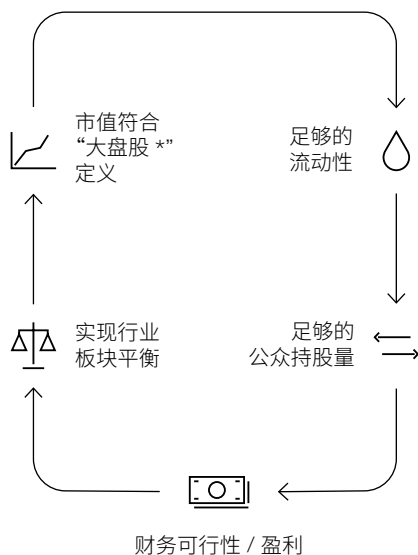 市值符合
“大盘股 *”
定义
足够的
流动性
实现行业
板块平衡
足够的
公众持股量
财务可行性 / 盈利